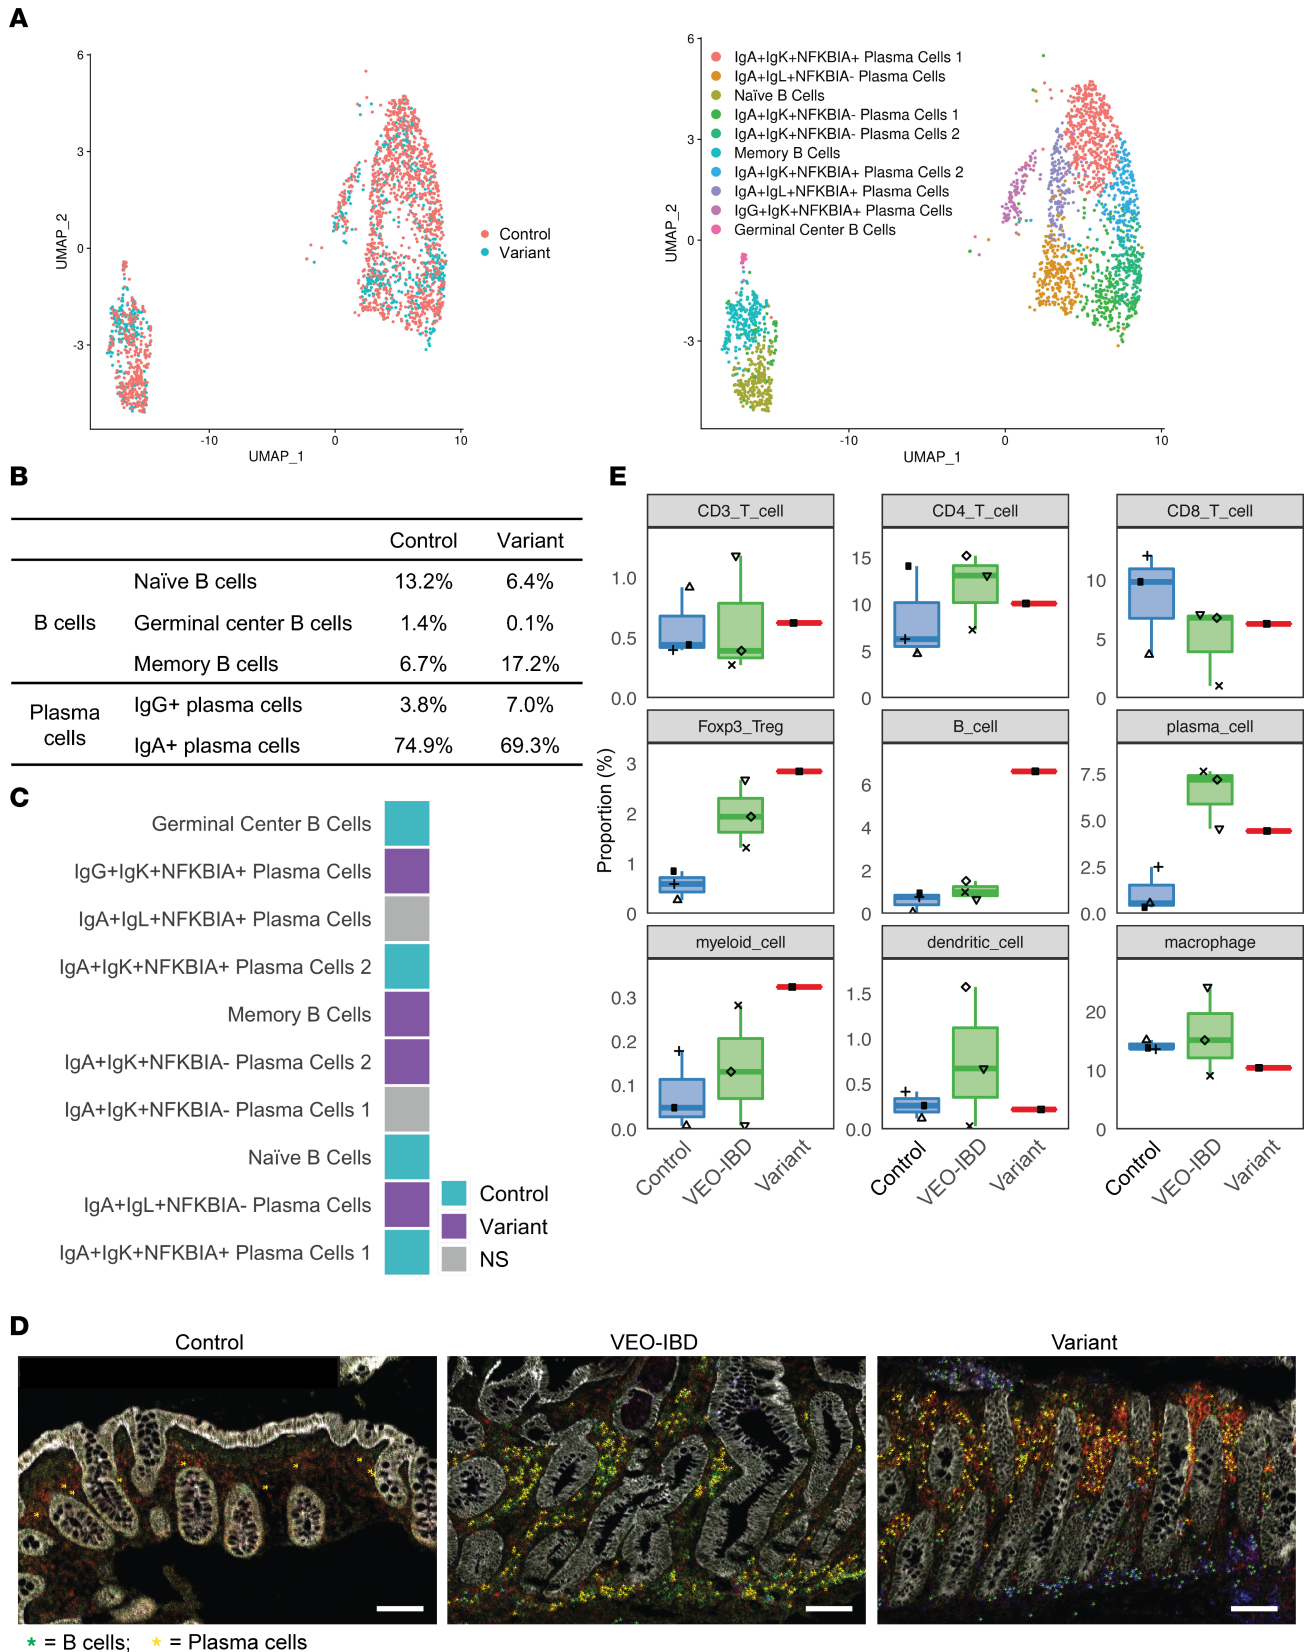 A
6
3
0
-3
-10
0
10
UMAP_2
UMAP_1
Control
Variant
6
3
0
-3
-10
0
10
UMAP_2
UMAP_1
IgA+IgK+NFKBIA+ Plasma Cells 1
IgA+IgL+NFKBIA- Plasma Cells
Naïve B Cells
IgA+IgK+NFKBIA- Plasma Cells 1
IgA+IgK+NFKBIA- Plasma Cells 2
Memory B Cells
IgA+IgK+NFKBIA+ Plasma Cells 2
IgA+IgL+NFKBIA+ Plasma Cells
IgG+IgK+NFKBIA+ Plasma Cells
Germinal Center B Cells
B
Control Variant
B cells
Naïve B cells 13.2% 6.4%
Germinal center B cells 1.4% 0.1%
Memory B cells 6.7% 17.2%
Plasma
cells
IgG+ plasma cells 3.8% 7.0%
IgA+ plasma cells 74.9% 69.3%
C
Germinal Center B Cells
IgG+IgK+NFKBIA+ Plasma Cells
IgA+IgL+NFKBIA+ Plasma Cells
IgA+IgK+NFKBIA+ Plasma Cells 2
Memory B Cells
IgA+IgK+NFKBIA- Plasma Cells 2
IgA+IgK+NFKBIA- Plasma Cells 1
Naïve B Cells
IgA+IgL+NFKBIA- Plasma Cells
IgA+IgK+NFKBIA+ Plasma Cells 1
Control
Variant
NS
E
Proportion (%)
CD3_T_cell
1.0
0.5
0.0
CD4_T_cell
15
10
5
0
CD8_T_cell
10
5
0
Foxp3_Treg
3
2
1
0
B_cell
6
4
2
0
plasma_cell
7.5
5.0
2.5
0.0
myeloid_cell
0.3
0.2
0.1
0.0
dendritic_cell
1.5
1.0
0.5
0.0
macrophage
20
10
0
Control VEO-IBD Variant
Control VEO-IBD Variant
Control VEO-IBD Variant
D
Control
VEO-IBD
Variant
* = B cells; * = Plasma cells